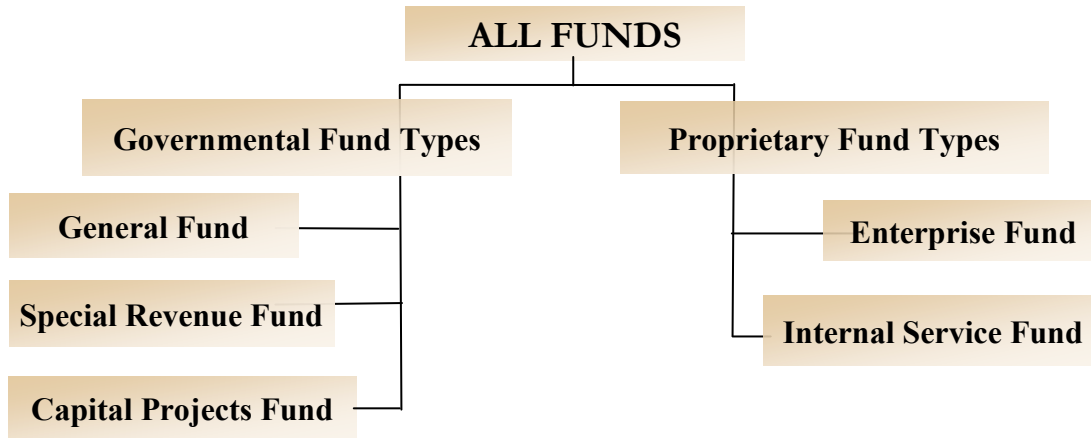 ALL FUNDS
Governmental Fund Types
Proprietary Fund Types
General Fund
Enterprise Fund
Special Revenue Fund
Internal Service Fund
Capital Projects Fund